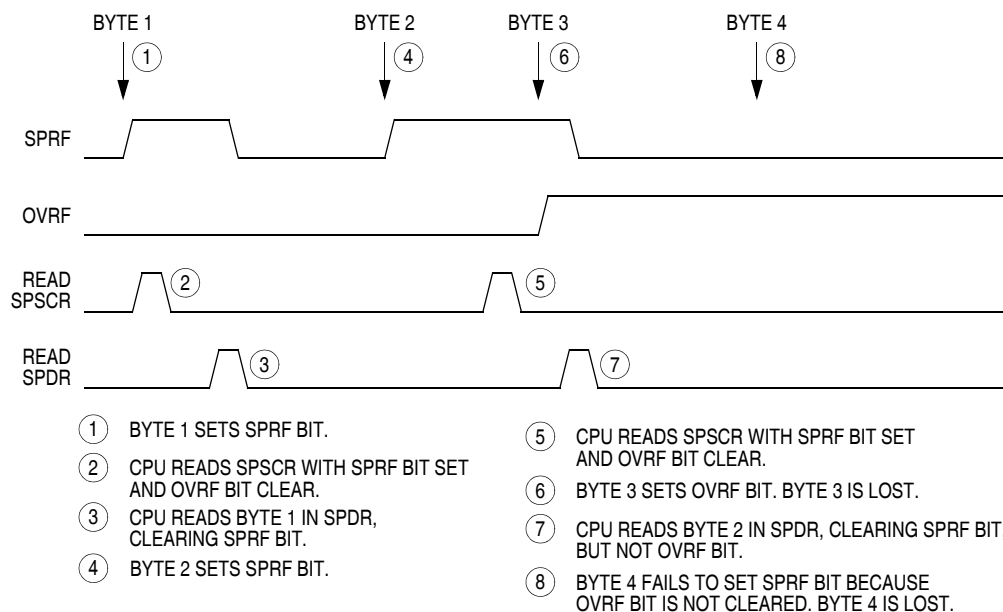 BYTE 1 BYTE 2 BYTE 3 BYTE 4
1 4 6 8
SPRF
OVRF
READ
SPSCR
2 5
READ
SPDR
3 7
1 BYTE 1 SETS SPRF BIT.
2 CPU READS SPSCR WITH SPRF BIT SET
AND OVRF BIT CLEAR.
3 CPU READS BYTE 1 IN SPDR,
CLEARING SPRF BIT.
4 BYTE 2 SETS SPRF BIT.
5 CPU READS SPSCR WITH SPRF BIT SET
AND OVRF BIT CLEAR.
6 BYTE 3 SETS OVRF BIT. BYTE 3 IS LOST.
7 CPU READS BYTE 2 IN SPDR, CLEARING SPRF BIT
BUT NOT OVRF BIT.
8 BYTE 4 FAILS TO SET SPRF BIT BECAUSE
OVRF BIT IS NOT CLEARED. BYTE 4 IS LOST.